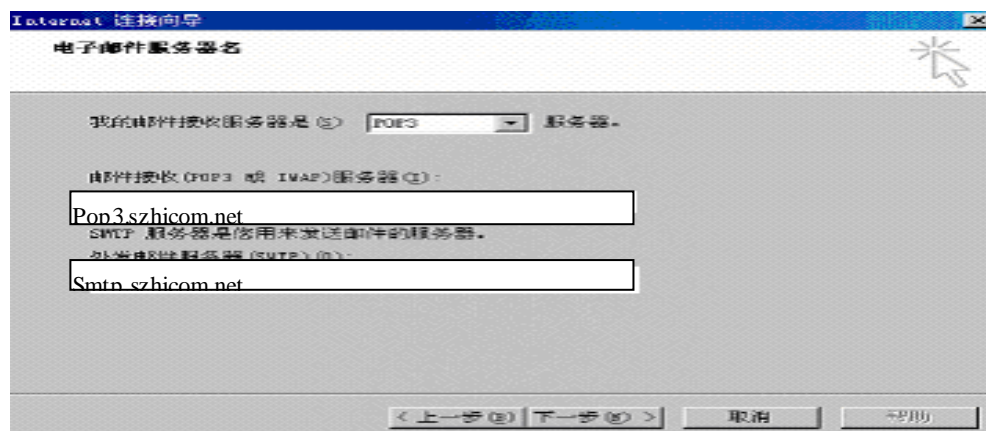 Internet 连接向导
电子邮件服务器名
我的邮件接收服务器是(S) POP3 服务器。
邮件接收(POP3 或 IMAP)服务器(I):
Pop3.szhicom.net
SMTP 服务器是您用来发送邮件的服务器。
外发邮件服务器(SMTP)(O):
Smtp.szhicom.net
< 上一步(B) 下一步(N) > 取消 帮助